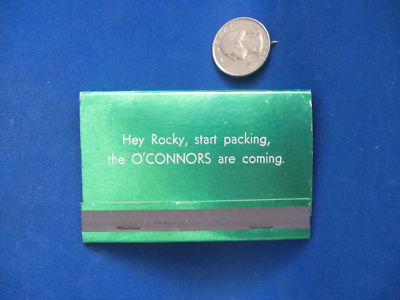 Hey Rocky, start packing,
the O'CONNORS are coming.